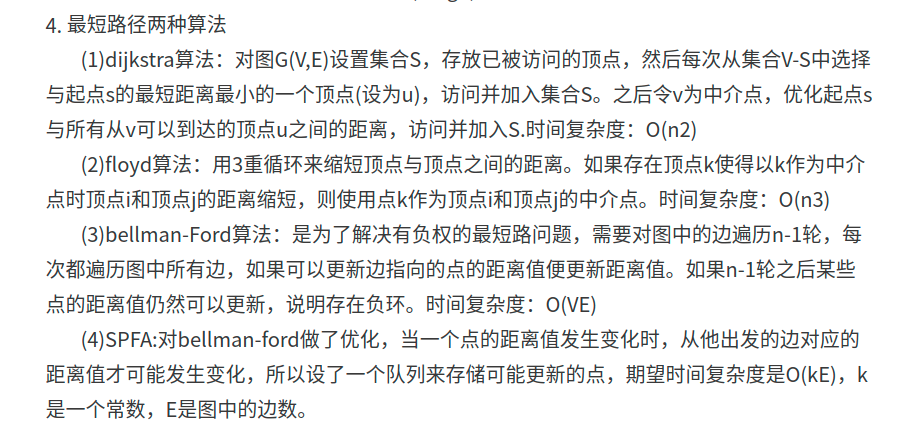 4. 最短路径两种算法
(1)dijkstra算法：对图G(V,E)设置集合S，存放已被访问的顶点，然后每次从集合V-S中选择
与起点s的最短距离最小的一个顶点(设为u)，访问并加入集合S。之后令v为中介点，优化起点s
与所有从v可以到达的顶点u之间的距离，访问并加入S.时间复杂度：O(n2)
(2)floyd算法：用3重循环来缩短顶点与顶点之间的距离。如果存在顶点k使得以k作为中介
点时顶点i和顶点j的距离缩短，则使用点k作为顶点i和顶点j的中介点。时间复杂度：O(n3)
(3)bellman-Ford算法：是为了解决有负权的最短路问题，需要对图中的边遍历n-1轮，每
次都遍历图中所有边，如果可以更新边指向的点的距离值便更新距离值。如果n-1轮之后某些
点的距离值仍然可以更新，说明存在负环。时间复杂度：O(VE)
(4)SPFA:对bellman-ford做了优化，当一个点的距离值发生变化时，从他出发的边对应的
距离值才可能发生变化，所以设了一个队列来存储可能更新的点，期望时间复杂度是O(kE)，k
是一个常数，E是图中的边数。